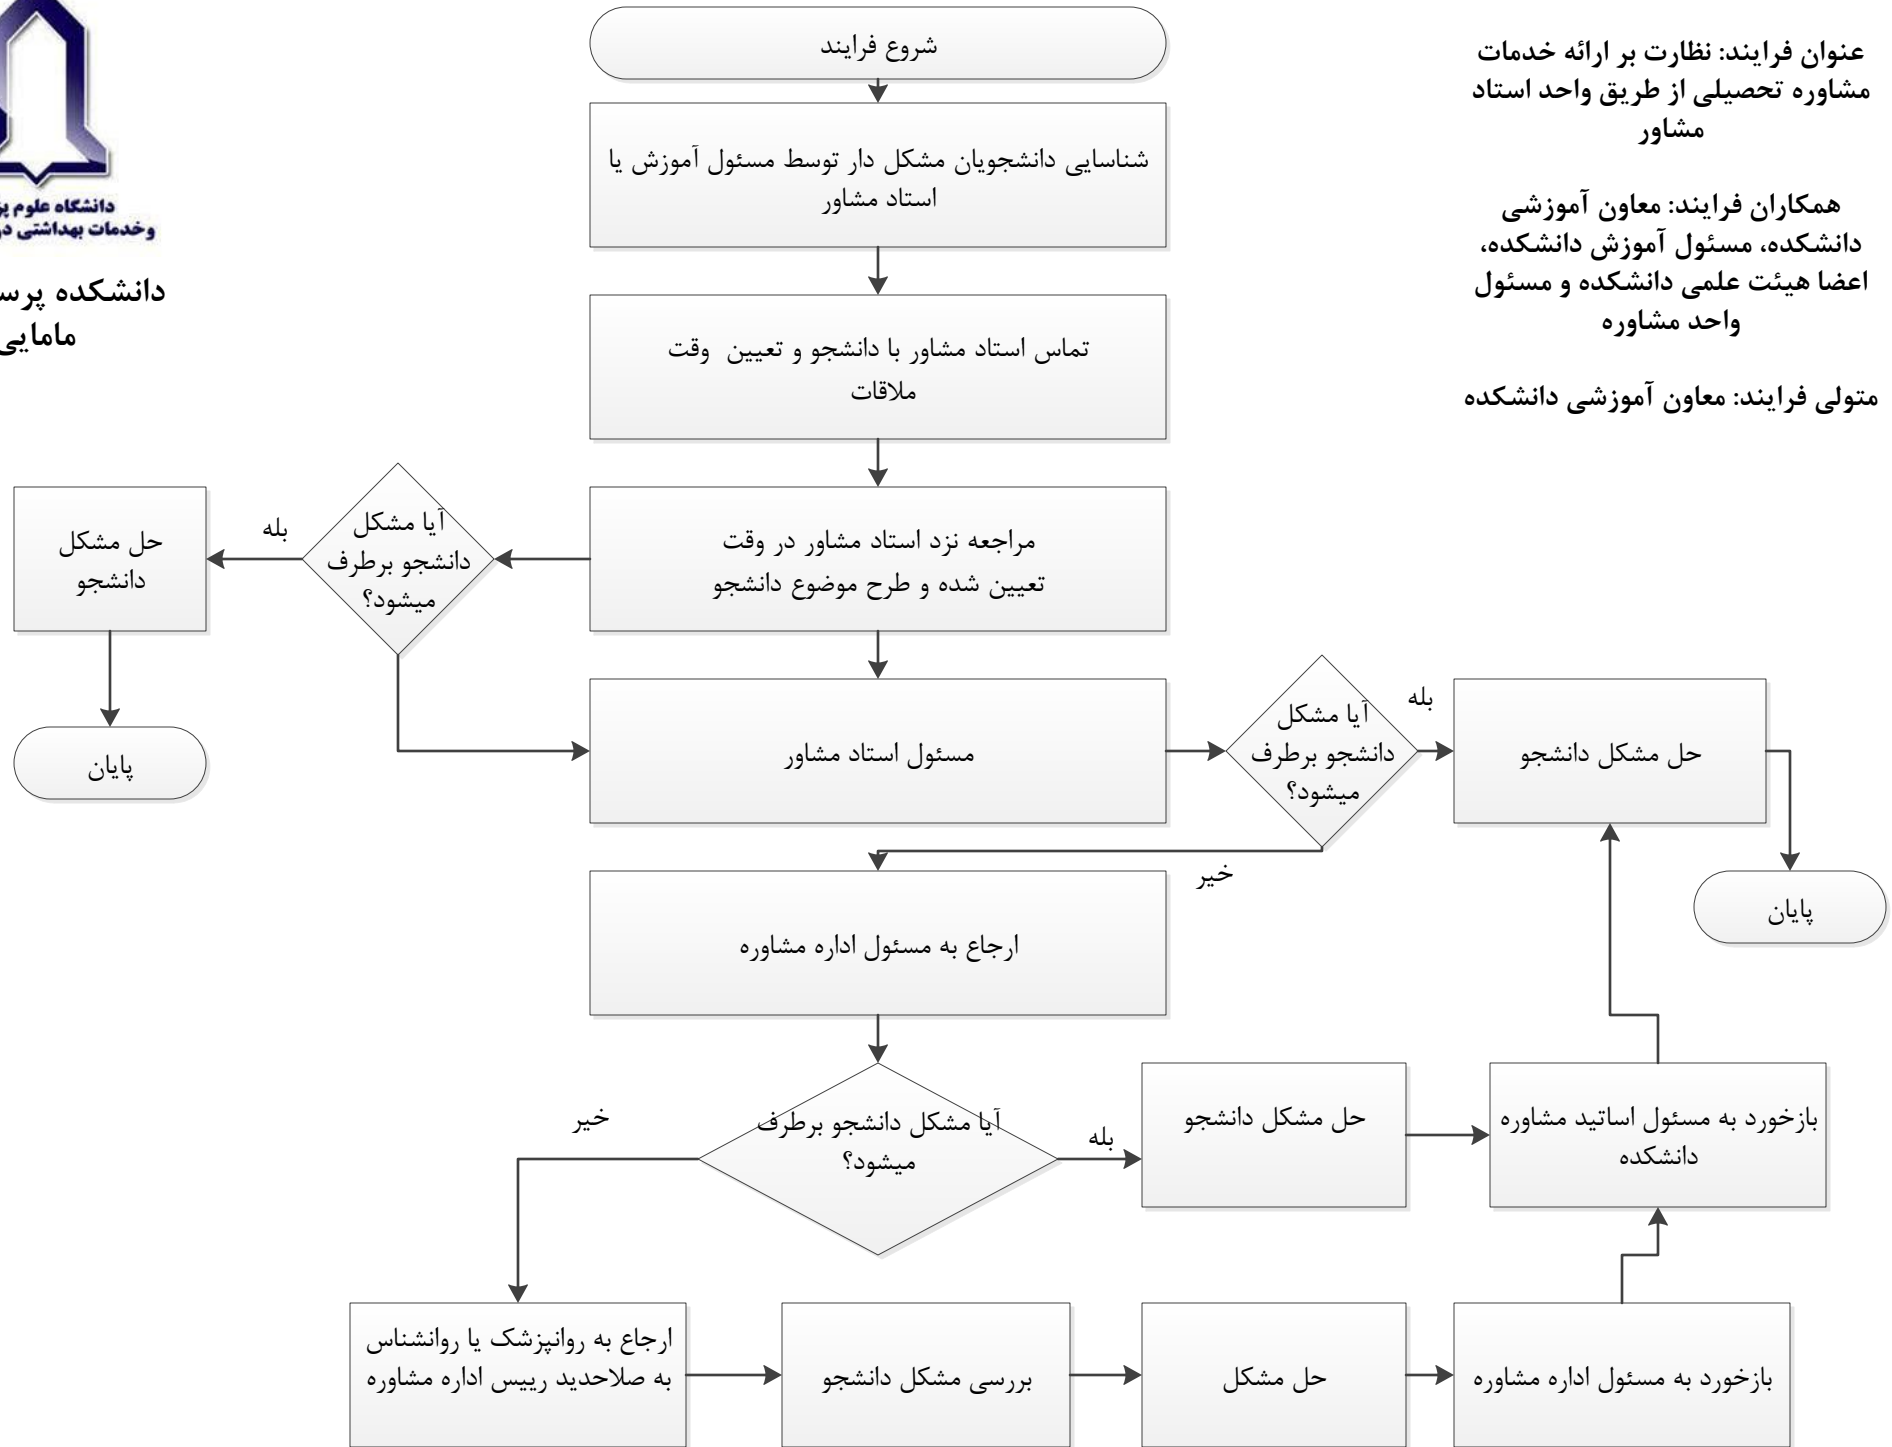 عنوان فرایند: نظارت بر ارائه خدمات
مشاوره تحصیلی از طریق واحد استاد
مشاور
همکاران فرایند: معاون آموزشی
دانشکده، مسئول آموزش دانشکده،
اعضا هیئت علمی دانشکده و مسئول
واحد مشاوره
متولی فرایند: معاون آموزشی دانشکده
دانشگاه علوم
وخدمات بهداشتی
دانشکده
مامایی
شروع فرایند
شناسایی دانشجویان مشکل دار توسط مسئول آموزش یا
استاد مشاور
تماس استاد مشاور با دانشجو و تعیین وقت
ملاقات
مراجعه نزد استاد مشاور در وقت
تعیین شده و طرح موضوع دانشجو
آیا مشکل
دانشجو برطرف
میشود؟
بله
حل مشکل
دانشجو
پایان
مسئول استاد مشاور
آیا مشکل
دانشجو برطرف
میشود؟
بله
حل مشکل دانشجو
پایان
خیر
ارجاع به مسئول اداره مشاوره
آیا مشکل دانشجو برطرف
میشود؟
بله
حل مشکل دانشجو
بازخورد به مسئول اساتید مشاوره
دانشکده
خیر
ارجاع به روانپزشک یا روانشناس
به صلاحدید رییس اداره مشاوره
بررسی مشکل دانشجو
حل مشکل
بازخورد به مسئول اداره مشاوره